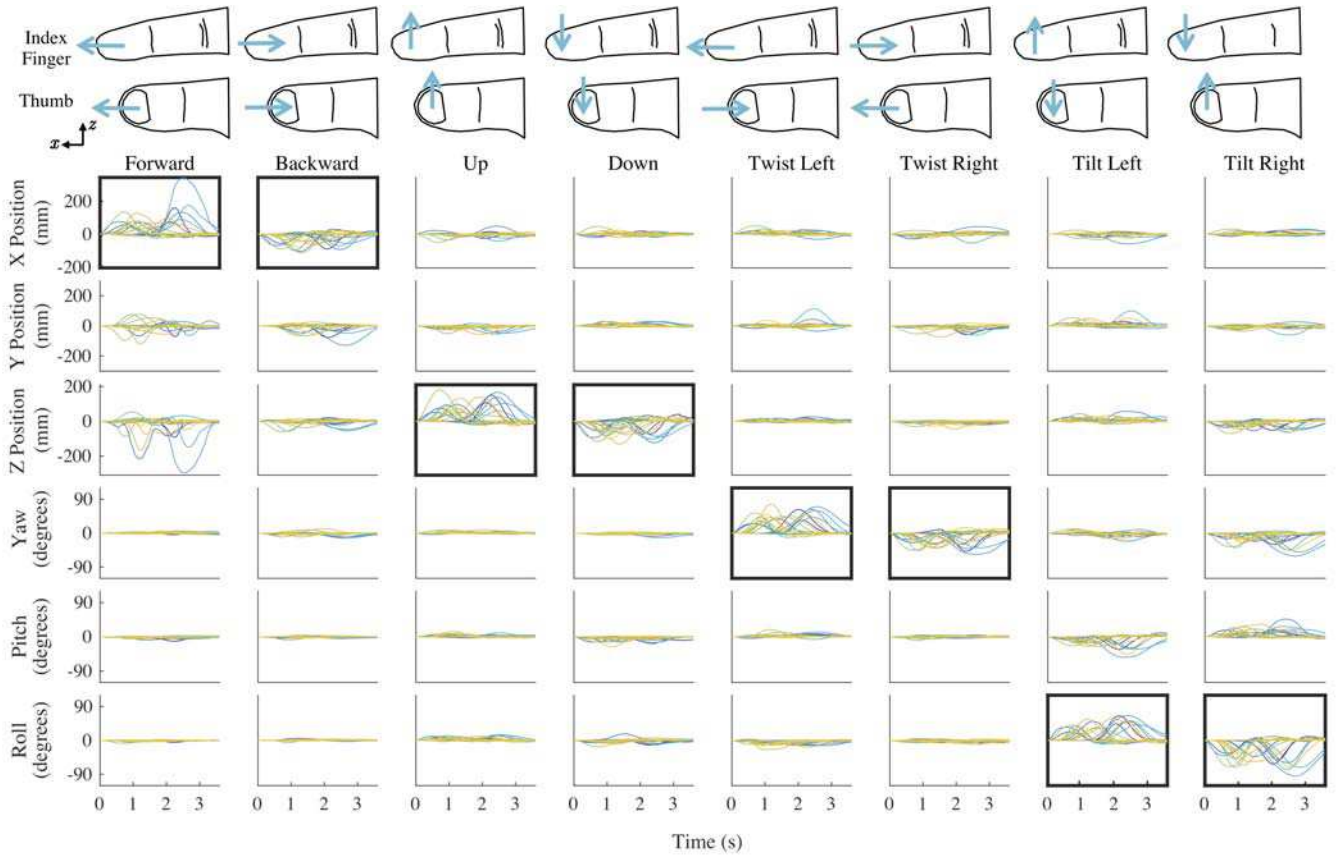 Index
Finger
Thumb
z
x
Forward Backward Up Down Twist Left Twist Right Tilt Left Tilt Right
X Position
(mm)
200
0
-200
Y Position
(mm)
200
0
-200
Z Position
(mm)
200
0
-200
Yaw
(degrees)
90
0
-90
Pitch
(degrees)
90
0
-90
Roll
(degrees)
90
0
-90
0 1 2 3 0 1 2 3 0 1 2 3 0 1 2 3 0 1 2 3 0 1 2 3 0 1 2 3 0 1 2 3
Time (s)